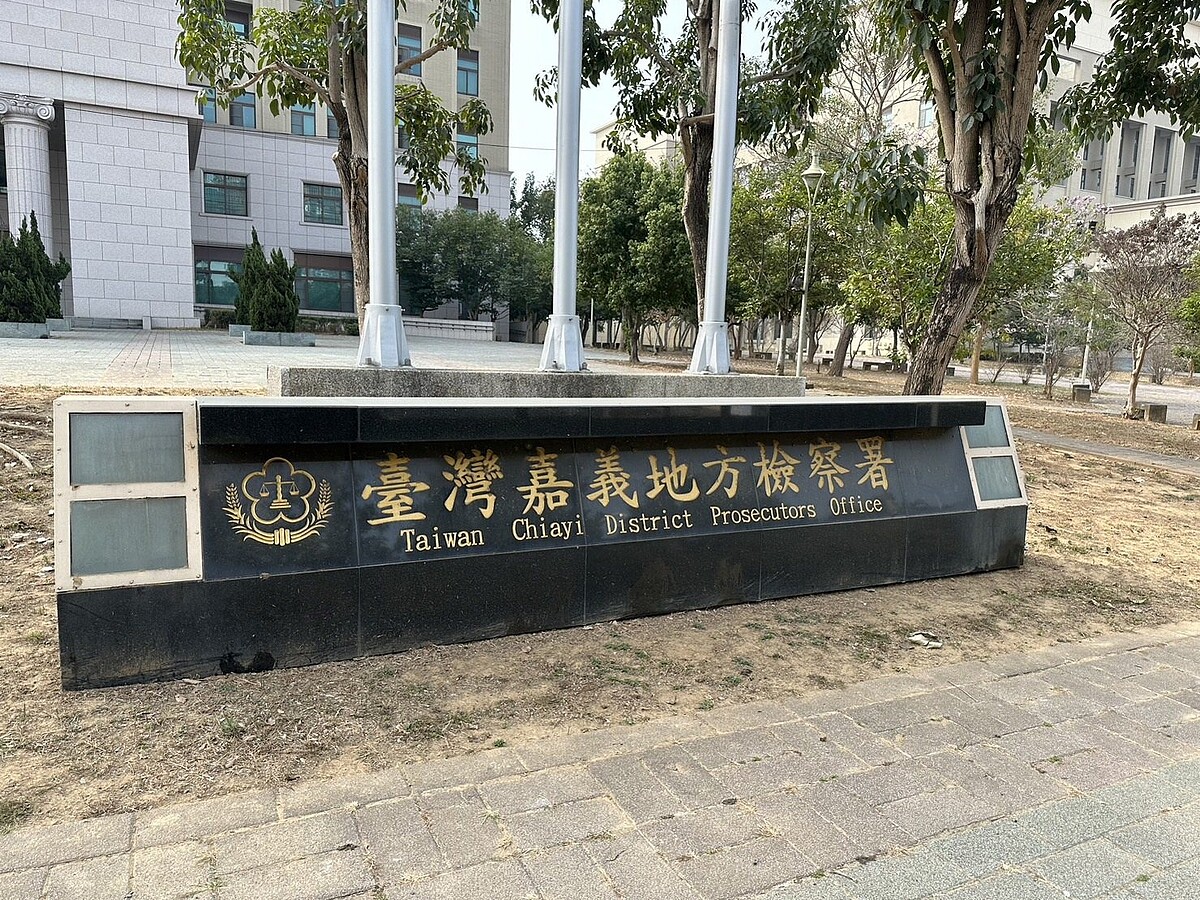 臺灣嘉義地方檢察署
Taiwan Chiayi District Prosecutors Office